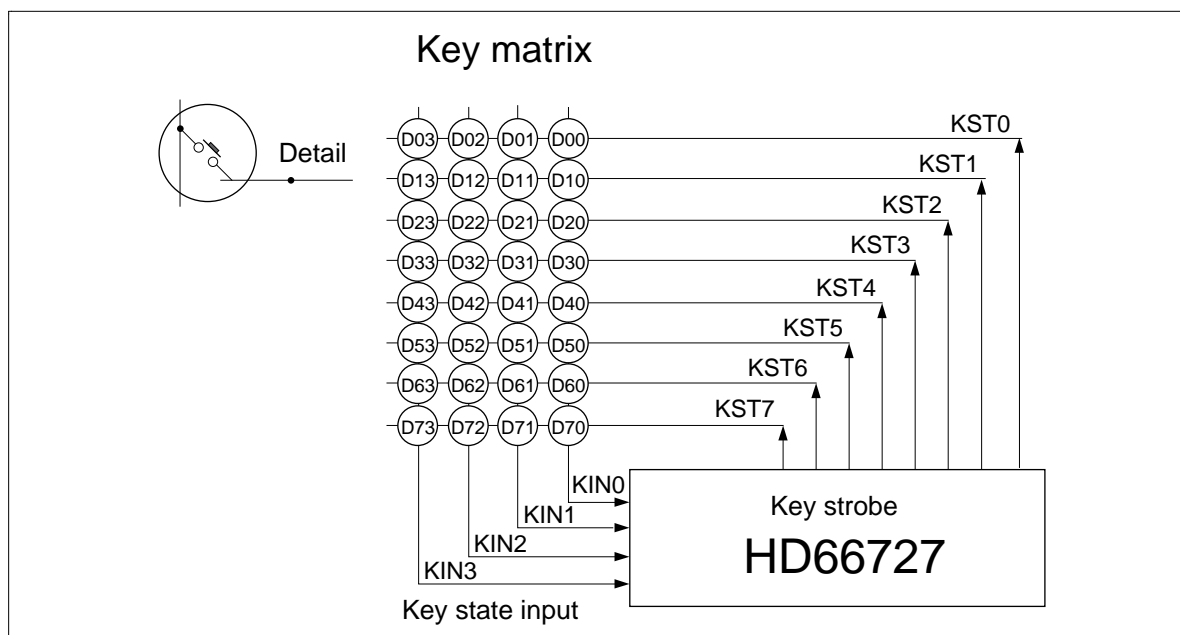 Key matrix
Detail
D03 D02 D01 D00 KST0
D13 D12 D11 D10 KST1
D23 D22 D21 D20 KST2
D33 D32 D31 D30 KST3
D43 D42 D41 D40 KST4
D53 D52 D51 D50 KST5
D63 D62 D61 D60 KST6
D73 D72 D71 D70 KST7
KIN0
KIN1
KIN2
KIN3
Key state input
Key strobe
HD66727